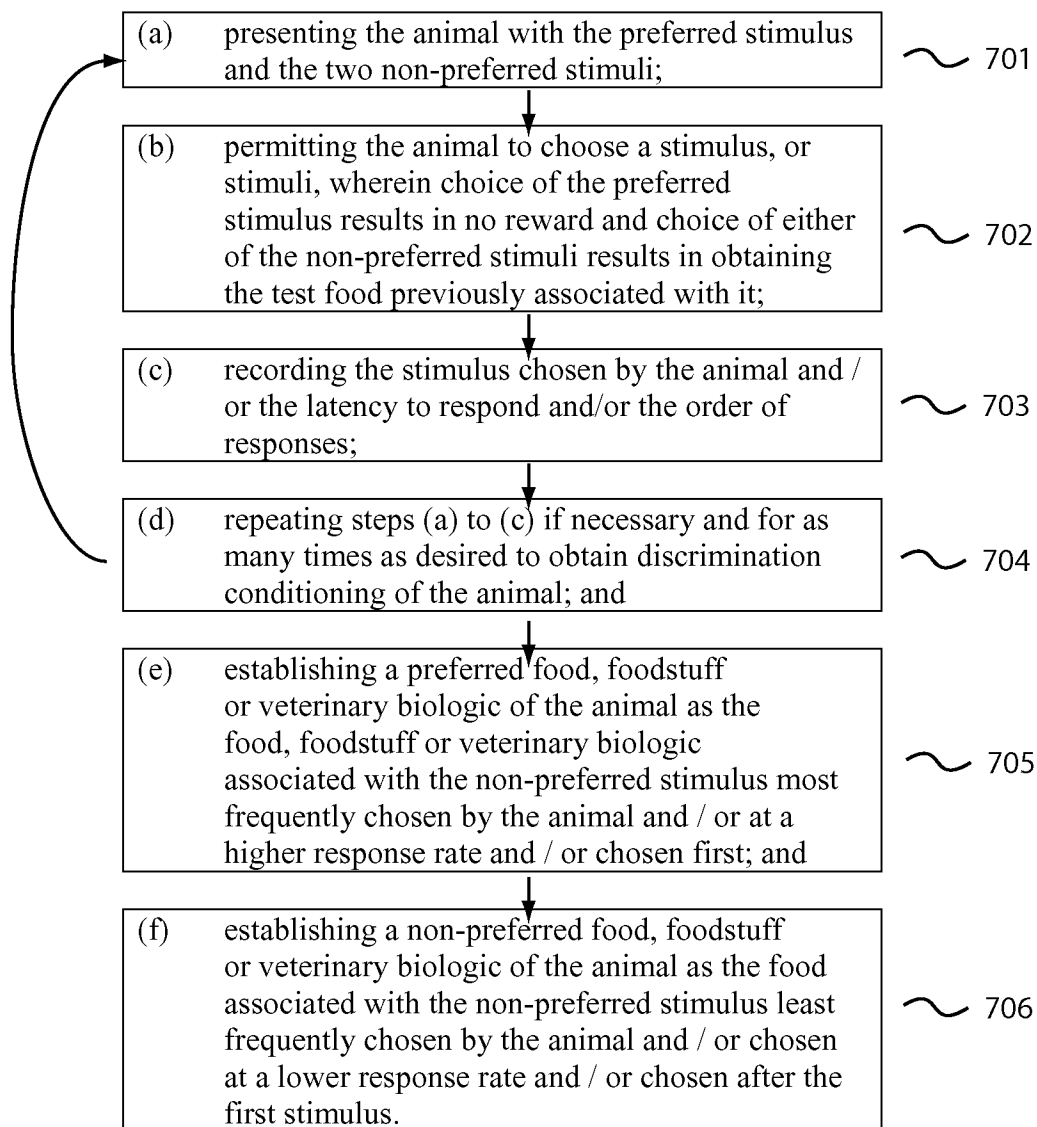 (a) presenting the animal with the preferred stimulus
and the two non-preferred stimuli;
701
(b) permitting the animal to choose a stimulus, or
stimuli, wherein choice of the preferred
stimulus results in no reward and choice of either
of the non-preferred stimuli results in obtaining
the test food previously associated with it;
702
(c) recording the stimulus chosen by the animal and /
or the latency to respond and/or the order of
responses;
703
(d) repeating steps (a) to (c) if necessary and for as
many times as desired to obtain discrimination
conditioning of the animal; and
704
(e) establishing a preferred food, foodstuff
or veterinary biologic of the animal as the
food, foodstuff or veterinary biologic
associated with the non-preferred stimulus most
frequently chosen by the animal and / or at a
higher response rate and / or chosen first; and
705
(f) establishing a non-preferred food, foodstuff
or veterinary biologic of the animal as the food
associated with the non-preferred stimulus least
frequently chosen by the animal and / or chosen
at a lower response rate and / or chosen after the
first stimulus.
706